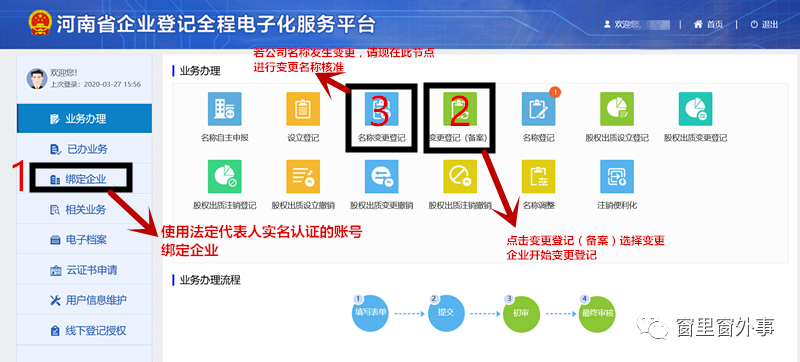 河南省企业登记全程电子化服务平台
欢迎您!
首页
退出
若公司名称发生变更，请现在此节点
进行变更名称核准
欢迎您!
上次登录：2020-03-27 15:56
业务办理
已办业务
绑定企业
相关业务
电子档案
云证书申请
用户信息维护
线下登记授权
1
使用法定代表人实名认证的账号
绑定企业
业务办理
3
2
1
名称自主申报
设立登记
名称变更登记
变更登记（备案）
名称登记
股权出质设立登记
股权出质变更登记
股权出质注销登记
股权出质设立撤销
股权出质变更撤销
股权出质注销撤销
名称调整
注销便利化
点击变更登记（备案）选择变更
企业开始变更登记
业务办理流程
1
填写表单
2
提交
3
初审
4
最终审核
窗里窗外事